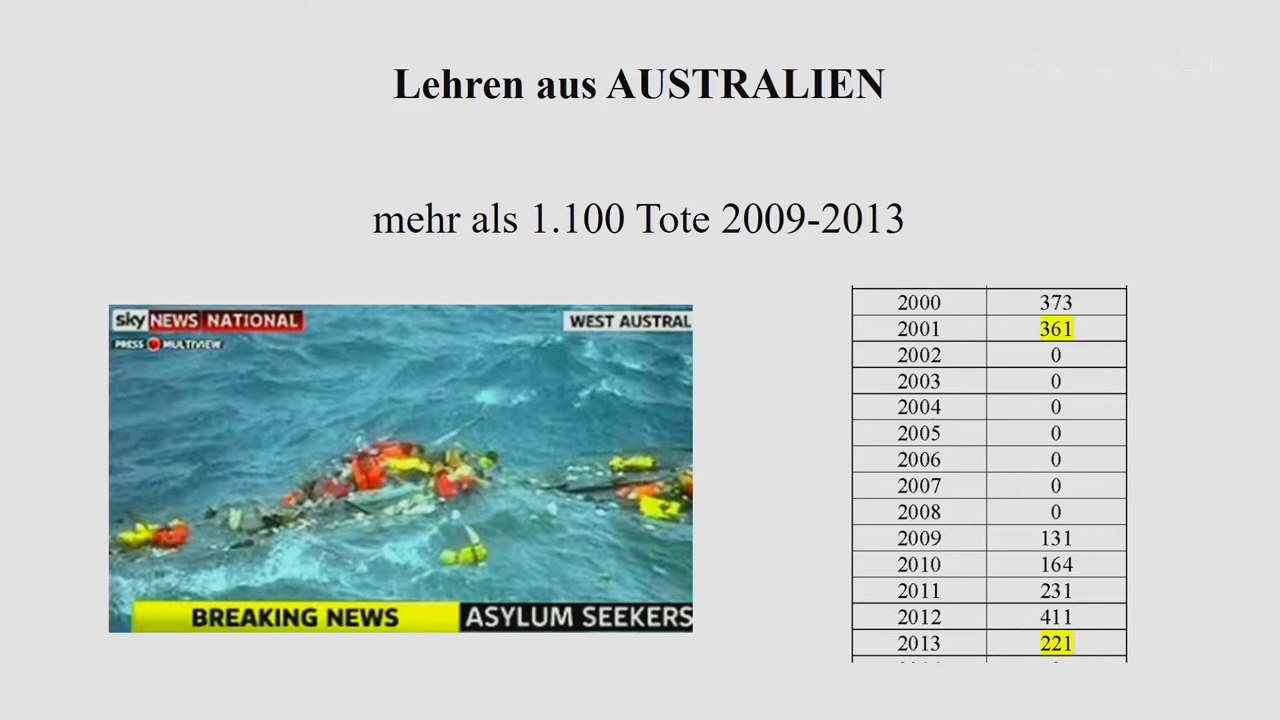 Lehren aus AUSTRALIEN
mehr als 1.100 Tote 2009-2013
sky NEWS NATIONAL
WEST AUSTRAL
PRESS MULTIVIEW
BREAKING NEWS
ASYLUM SEEKERS
2000 373
2001 361
2002 0
2003 0
2004 0
2005 0
2006 0
2007 0
2008 0
2009 131
2010 164
2011 231
2012 411
2013 221